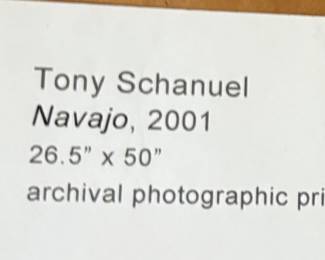 Tony Schanuel
Navajo, 2001
26.5” x 50”
archival photographic pri